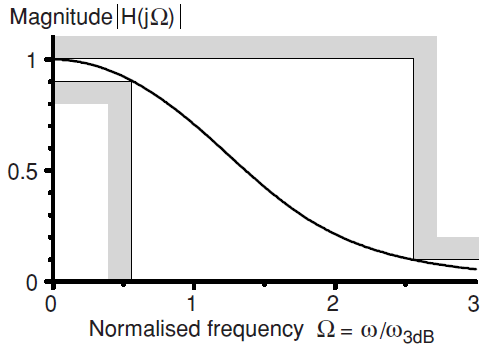 Magnitude|H(jΩ)|
1
0.5
0
0 1 2 3
Normalised frequency Ω = ω/ω3dB